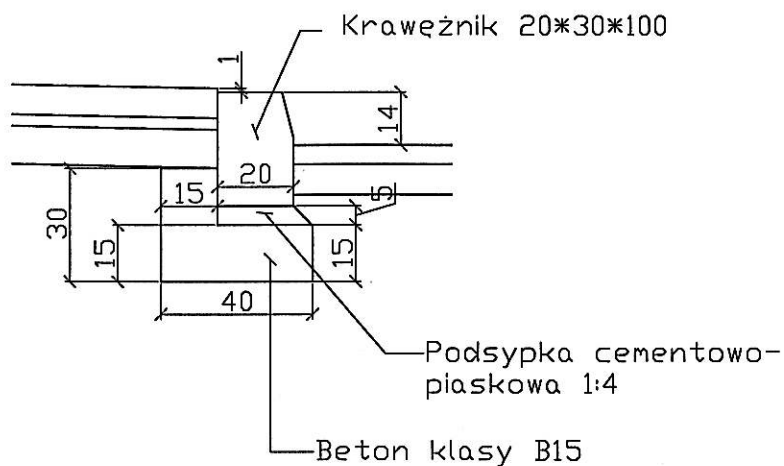 Krawężnik 20*30*100
1
14
20
15
5
30
15
15
40
Podsypka cementowo-
piaskowa 1:4
Beton klasy B15